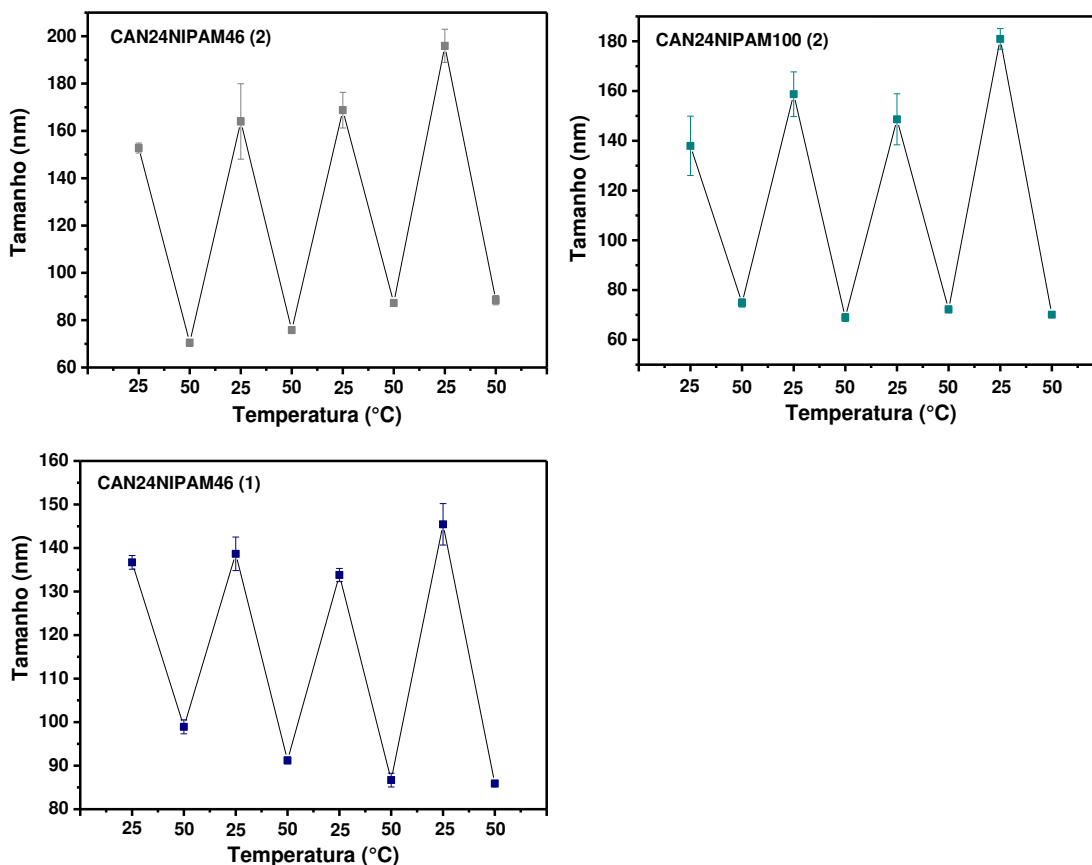 CAN24NIPAM46 (2)
200
180
160
140
120
100
80
60
Tamanho (nm)
25 50 25 50 25 50 25 50
Temperatura (°C)
CAN24NIPAM100 (2)
180
160
140
120
100
80
60
Tamanho (nm)
25 50 25 50 25 50 25 50
Temperatura (°C)
CAN24NIPAM46 (1)
160
150
140
130
120
110
100
90
80
Tamanho (nm)
25 50 25 50 25 50 25 50
Temperatura (°C)